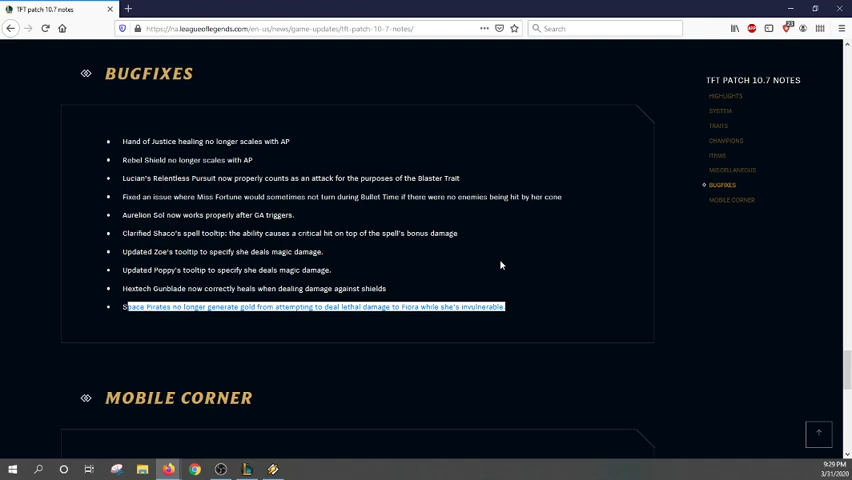 TFT patch 10.7 notes
https://na.leagueoflegends.com/en-us/news/game-updates/tft-patch-10-7-notes/
Search
23
BUGFIXES
Hand of Justice healing no longer scales with AP
Rebel Shield no longer scales with AP
Lucian's Relentless Pursuit now properly counts as an attack for the purposes of the Blaster Trait
Fixed an issue where Miss Fortune would sometimes not turn during Bullet Time if there were no enemies being hit by her cone
Aurelion Sol now works properly after GA triggers.
Clarified Shaco's spell tooltip: the ability causes a critical hit on top of the spell's bonus damage
Updated Zoe's tooltip to specify she deals magic damage.
Updated Poppy's tooltip to specify she deals magic damage.
Hextech Gunblade now correctly heals when dealing damage against shields
Space Pirates no longer generate gold from attempting to deal lethal damage to Fiora while she's invulnerable.
MOBILE CORNER
TFT PATCH 10.7 NOTES
HIGHLIGHTS
SYSTEM
TRAITS
CHAMPIONS
ITEMS
MISCELLANEOUS
BUGFIXES
MOBILE CORNER
9:29 PM
3/31/2020